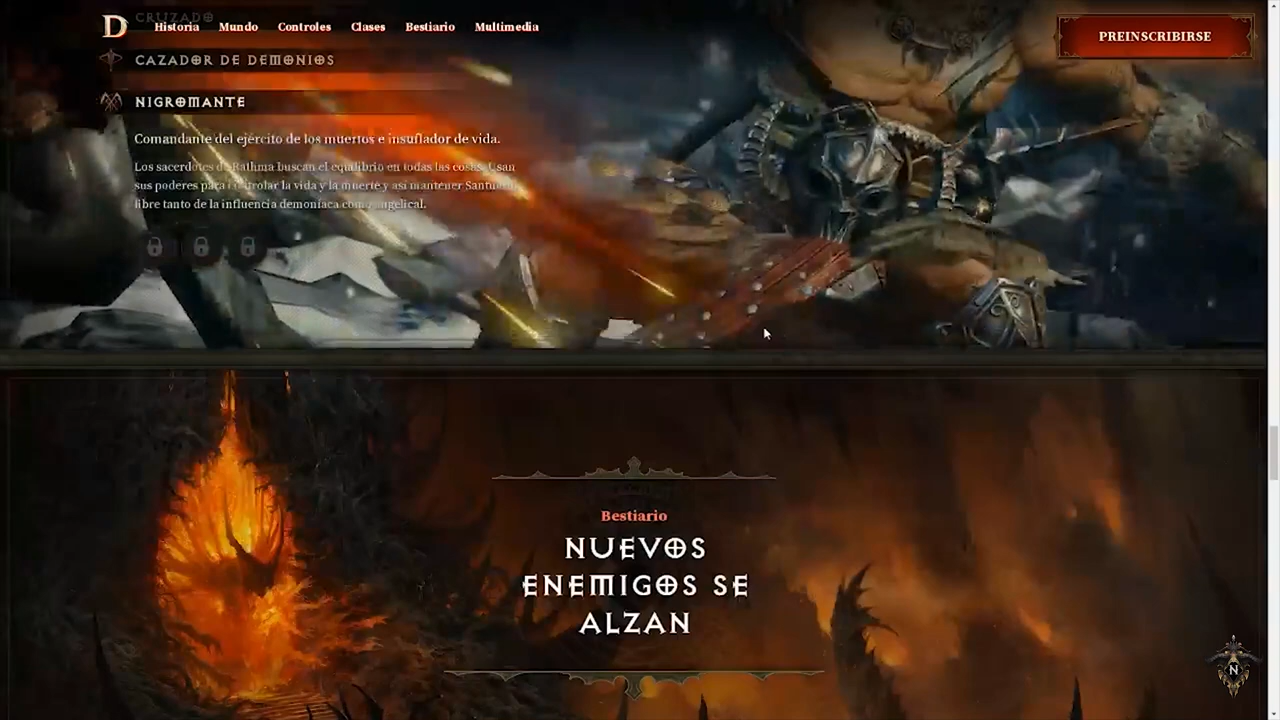 CRUZADO
D
Historia Mundo Controles Clases Bestiario Multimedia
PREINSCRIBIRSE
CAZADOR DE DEMONIOS
NIGROMANTE
Comandante del ejército de los muertos e insuflador de vida.
Los sacerdotes de Rathma buscan el equilibrio en todas las cosas. Usan
sus poderes para controlar la vida y la muerte y así mantener Santuario
libre tanto de la influencia demoníaca como angelical.
Bestiario
NUEVOS
ENEMIGOS SE
ALZAN
N